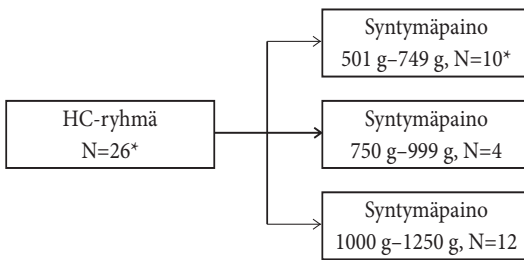 HC-ryhmä
N=26*
Syntymäpaino
501 g–749 g, N=10*
Syntymäpaino
750 g–999 g, N=4
Syntymäpaino
1000 g–1250 g, N=12